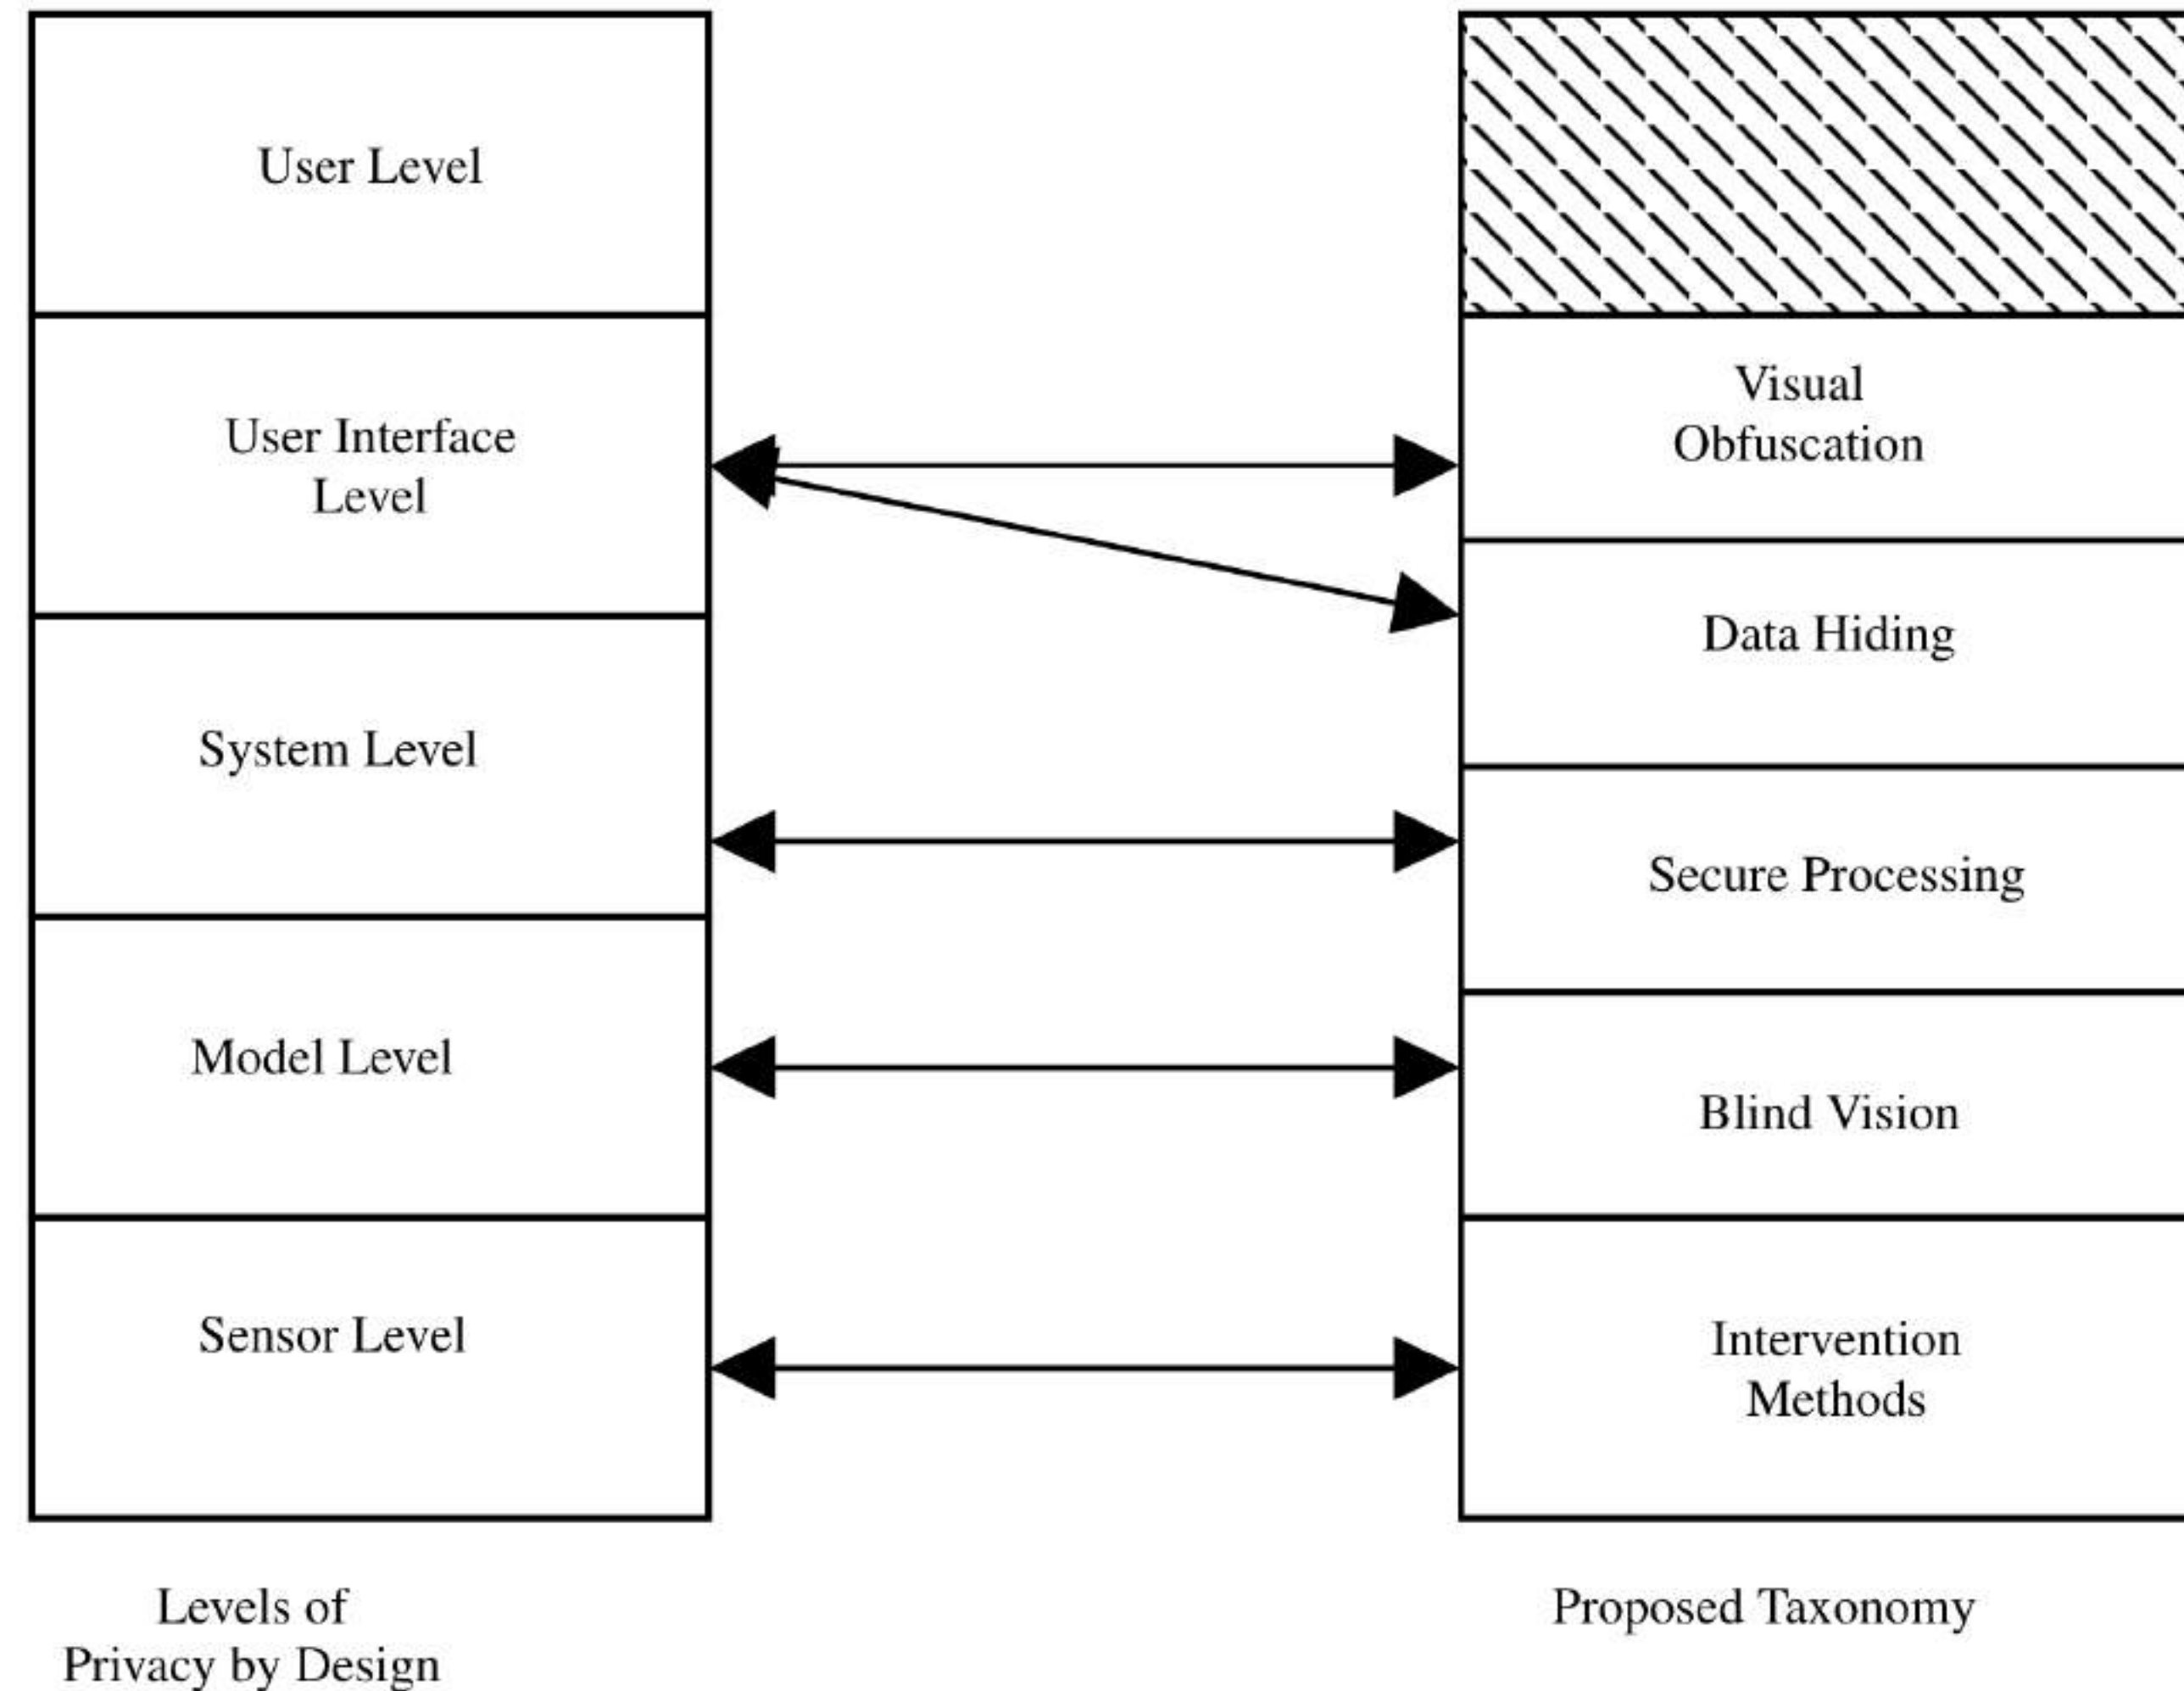 User Level
User Interface
Level
System Level
Model Level
Sensor Level
Levels of
Privacy by Design
Visual
Obfuscation
Data Hiding
Secure Processing
Blind Vision
Intervention
Methods
Proposed Taxonomy